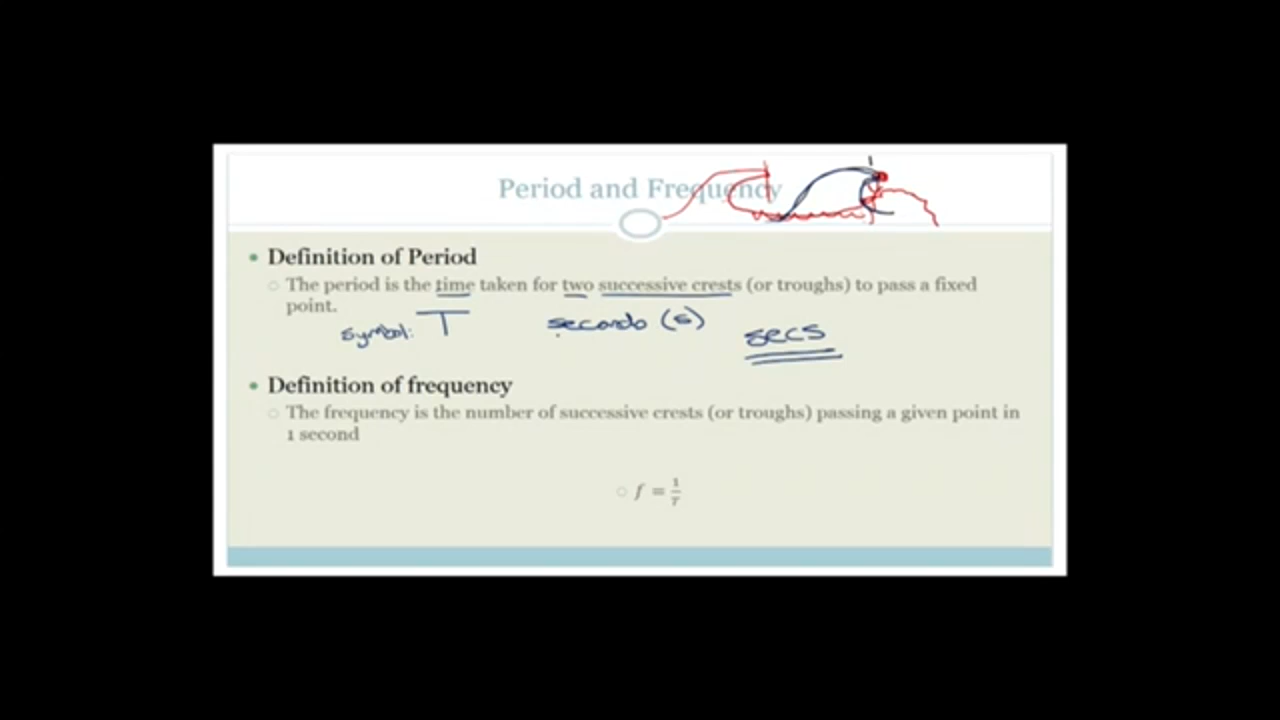 Period and Frequency
• Definition of Period
○ The period is the time taken for two successive crests (or troughs) to pass a fixed
point.
symbol: T seconds (s) secs
• Definition of frequency
○ The frequency is the number of successive crests (or troughs) passing a given point in
1 second
○ f = 1/T